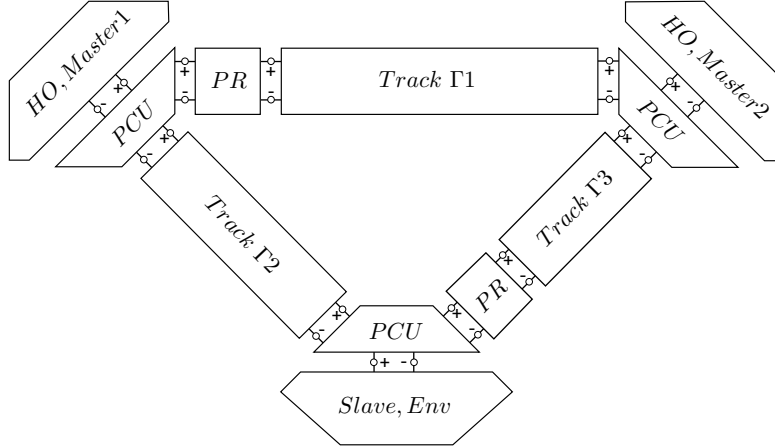 HO, Master1
HO, Master2
+ +
+
+
PR
Track Γ1
- -
-
-
+
-
PCU
+
-
PCU
+
-
+
-
Track Γ2
Track Γ3
+
-
PR
+
-
PCU
+
-
+ -
Slave, Env